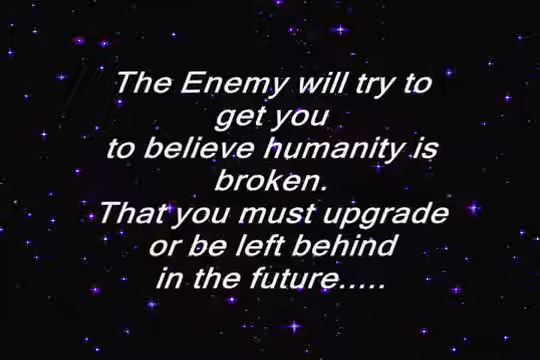 The Enemy will try to
get you
to believe humanity is
broken.
That you must upgrade
or be left behind
in the future.....